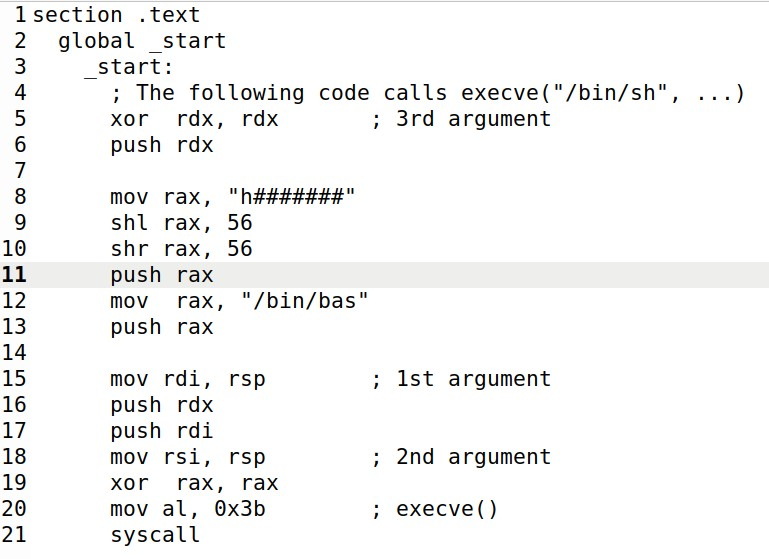 1 section .text
2   global _start
3     _start:
4       ; The following code calls execve("/bin/sh", ...)
5       xor  rdx, rdx       ; 3rd argument
6       push rdx
7
8       mov rax, "h#######"
9       shl rax, 56
10       shr rax, 56
11       push rax
12       mov  rax, "/bin/bas"
13       push rax
14
15       mov rdi, rsp        ; 1st argument
16       push rdx
17       push rdi
18       mov rsi, rsp        ; 2nd argument
19       xor  rax, rax
20       mov al, 0x3b        ; execve()
21       syscall